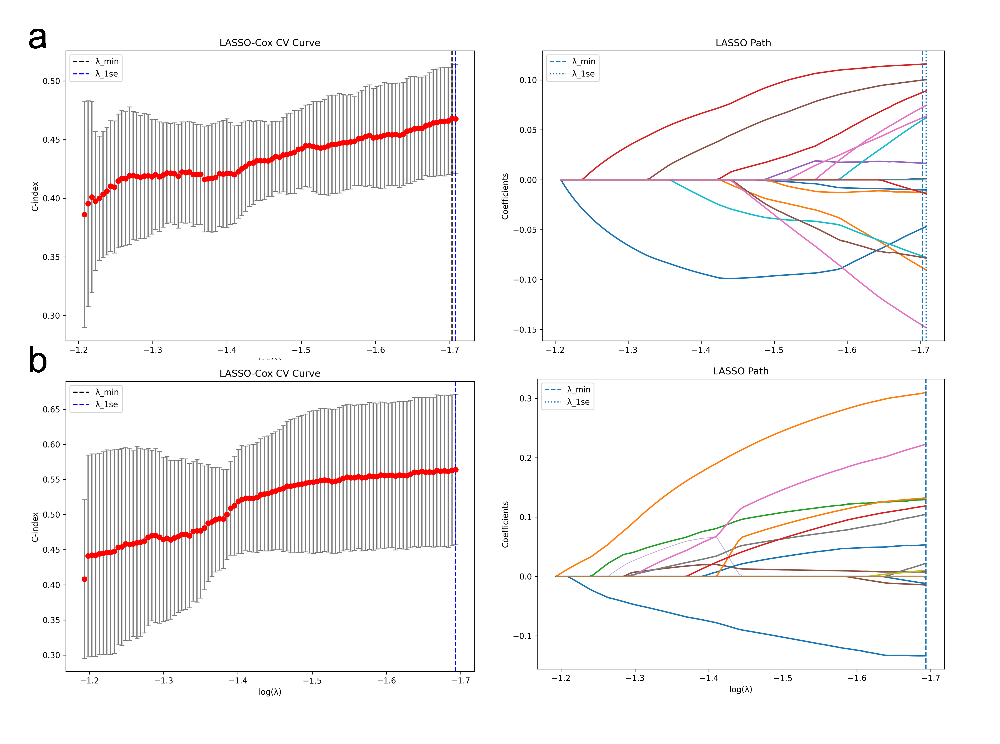 a
LASSO-Cox CV Curve
λ_min
λ_1se
0.50
0.45
0.40
0.35
0.30
C-index
−1.2 −1.3 −1.4 −1.5 −1.6 −1.7
log(λ)
LASSO Path
λ_min
λ_1se
0.10
0.05
0.00
−0.05
−0.10
−0.15
Coefficients
−1.2 −1.3 −1.4 −1.5 −1.6 −1.7
b
LASSO-Cox CV Curve
λ_min
λ_1se
0.65
0.60
0.55
0.50
0.45
0.40
0.35
0.30
C-index
−1.2 −1.3 −1.4 −1.5 −1.6 −1.7
log(λ)
LASSO Path
λ_min
λ_1se
0.3
0.2
0.1
0.0
−0.1
Coefficients
−1.2 −1.3 −1.4 −1.5 −1.6 −1.7
log(λ)